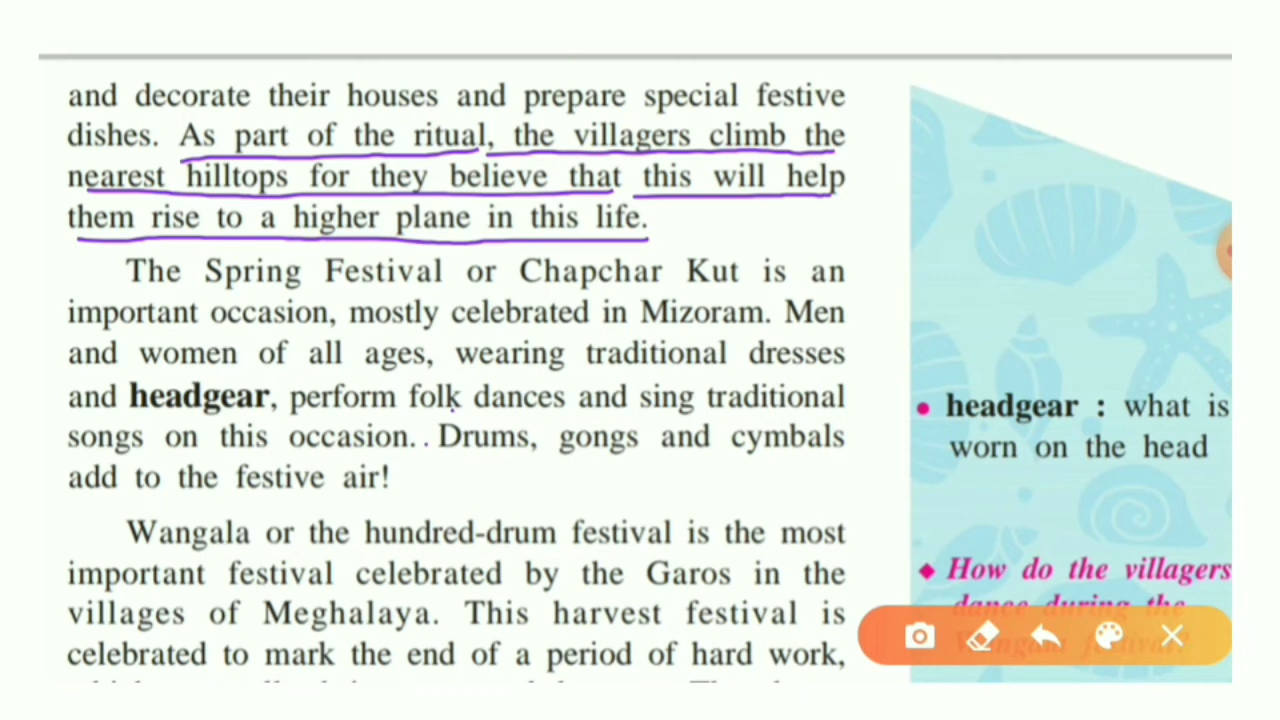 and decorate their houses and prepare special festive
dishes. As part of the ritual, the villagers climb the
nearest hilltops for they believe that this will help
them rise to a higher plane in this life.
The Spring Festival or Chapchar Kut is an
important occasion, mostly celebrated in Mizoram. Men
and women of all ages, wearing traditional dresses
and headgear, perform folk dances and sing traditional
songs on this occasion. Drums, gongs and cymbals
add to the festive air!
Wangala or the hundred-drum festival is the most
important festival celebrated by the Garos in the
villages of Meghalaya. This harvest festival is
celebrated to mark the end of a period of hard work,
• headgear : what is
worn on the head
◆ How do the villagers
dance during the
Wangala festival?